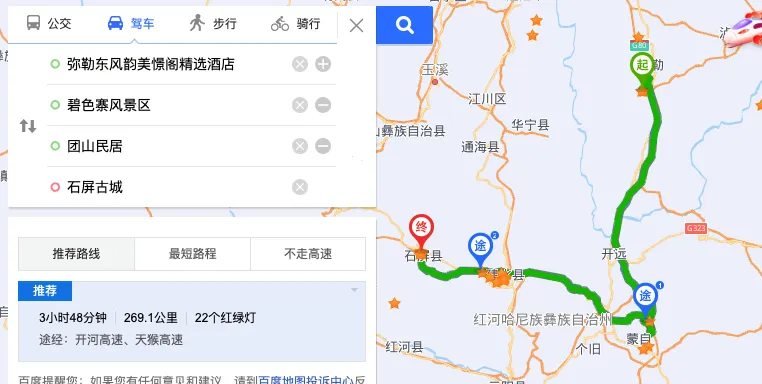 公交
驾车
步行
骑行
弥勒东风韵美憬阁精选酒店
碧色寨风景区
团山民居
石屏古城
推荐路线
最短路程
不走高速
推荐
3小时48分钟
269.1公里
22个红绿灯
途经：开河高速、天猴高速
百度提醒您：如果您有任何意见和建议，请到百度地图投诉中心反
G80
起
勒
玉溪
江川区
华宁县
彝族自治县
通海县
G323
终
途
2
石屏县
县
开远
途
1
红河哈尼族彝族自治州
蒙自
红河县
个旧